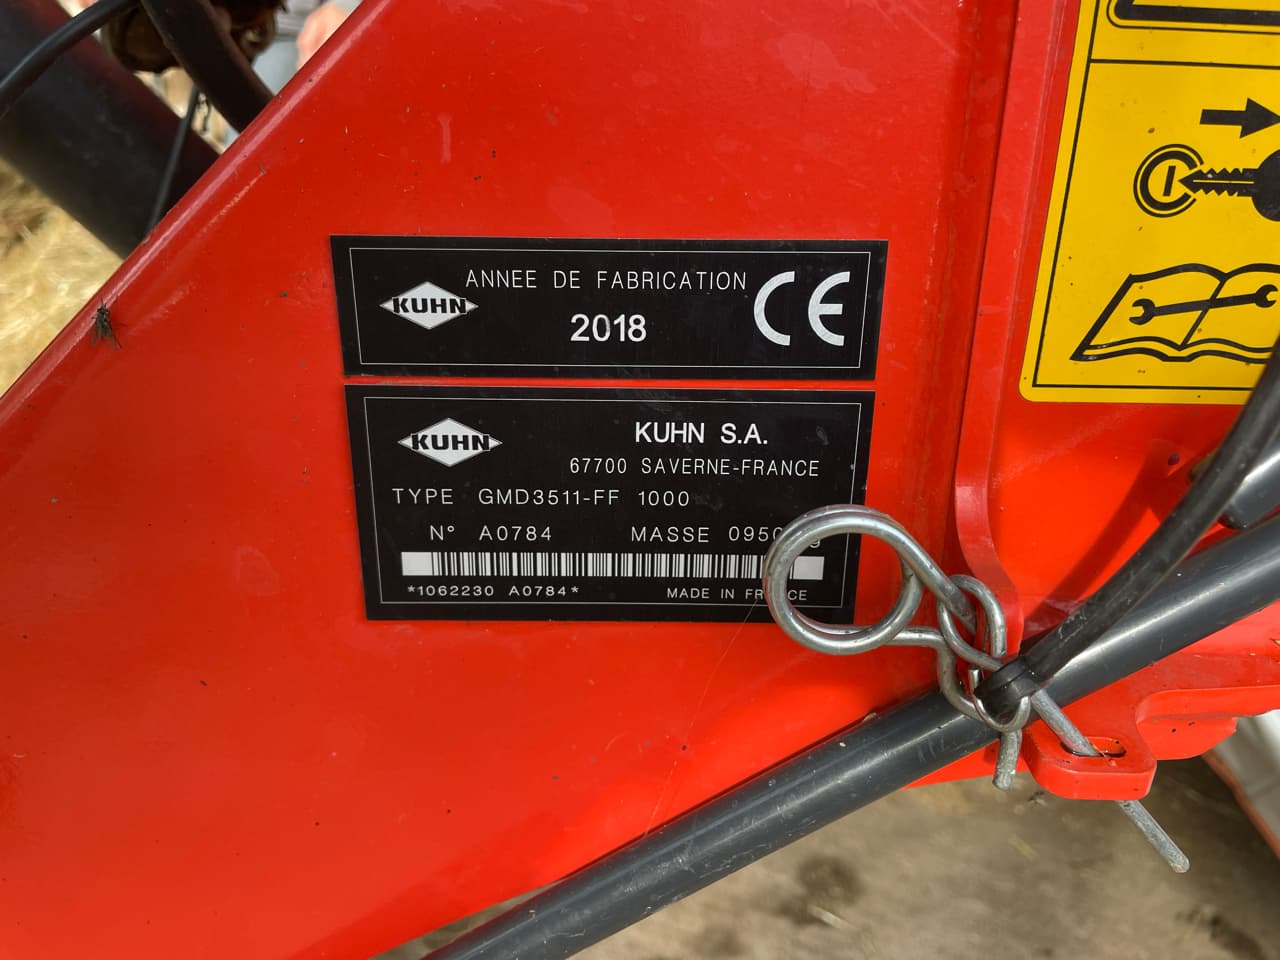 KUHN
ANNEE DE FABRICATION
2018
CE
KUHN
KUHN S.A.
67700 SAVERNE-FRANCE
TYPE GMD3511-FF 1000
N° A0784 MASSE
*1062230 A0784* MADE IN